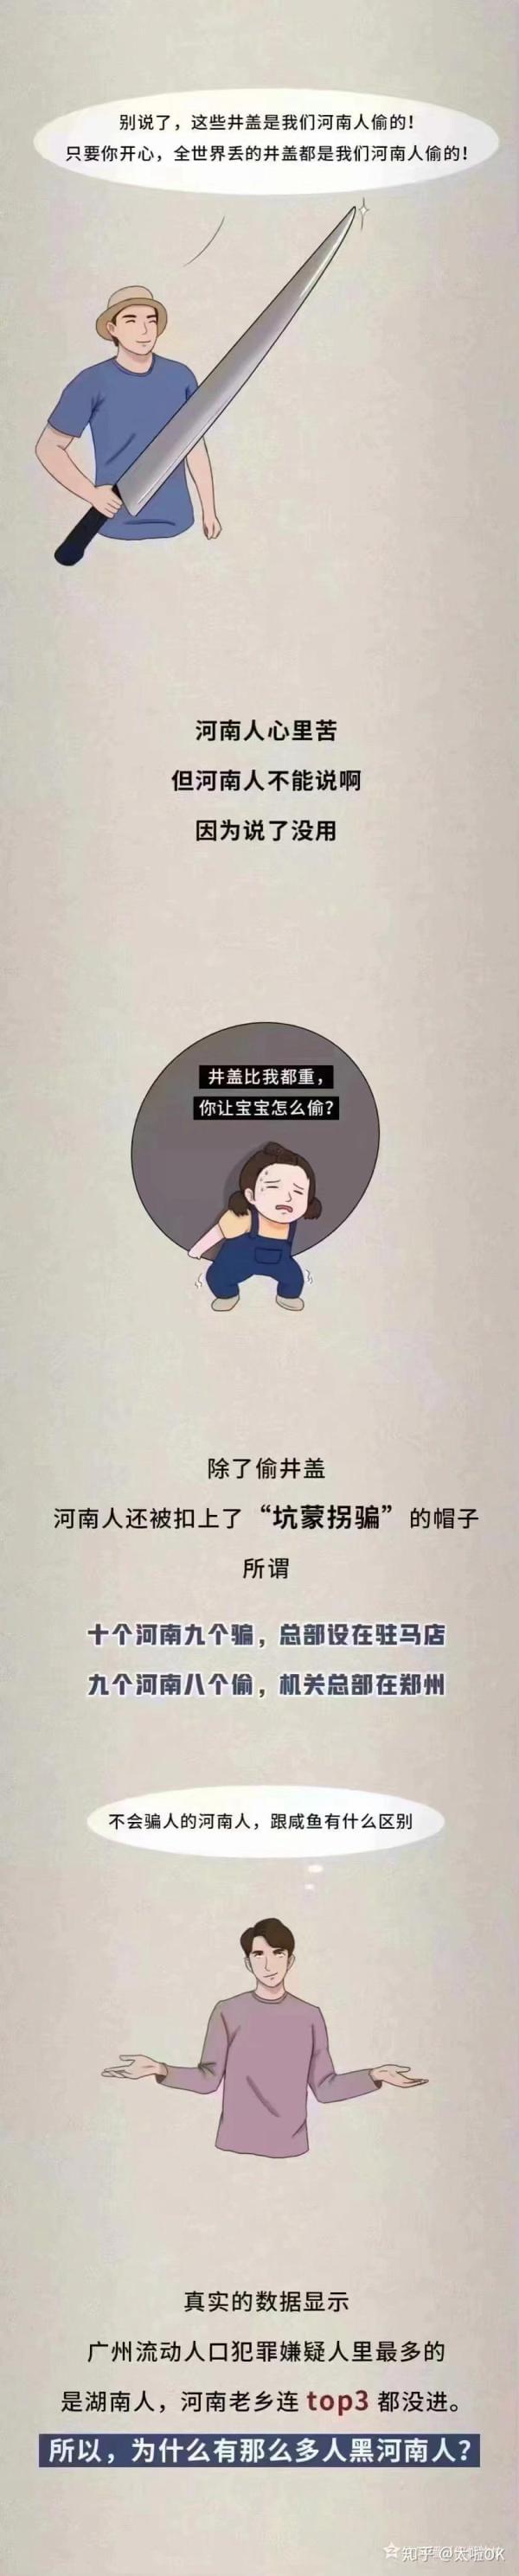 别说了，这些井盖是我们河南人偷的！
只要你开心，全世界丢的井盖都是我们河南人偷的！
河南人心里苦
但河南人不能说啊
因为说了没用
井盖比我都重，
你让宝宝怎么偷？
除了偷井盖
河南人还被扣上了“坑蒙拐骗”的帽子
所谓
十个河南九个骗，总部设在驻马店
九个河南八个偷，机关总部在郑州
不会骗人的河南人，跟咸鱼有什么区别
真实的数据显示
广州流动人口犯罪嫌疑人里最多的
是湖南人，河南老乡连 top3 都没进。
所以，为什么有那么多人黑河南人？
知乎 @太啦OK